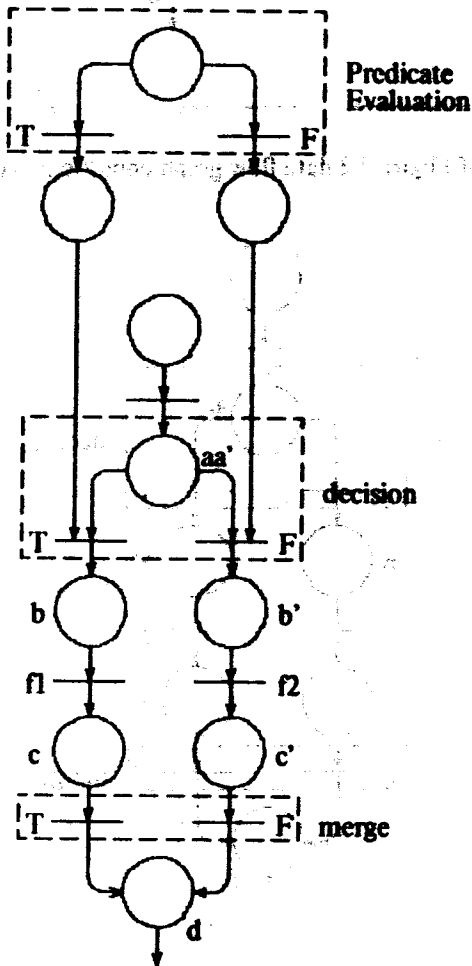 Predicate
Evaluation
T
F
aa'
decision
T
F
b
b'
f1
f2
c
c'
T
F
merge
d